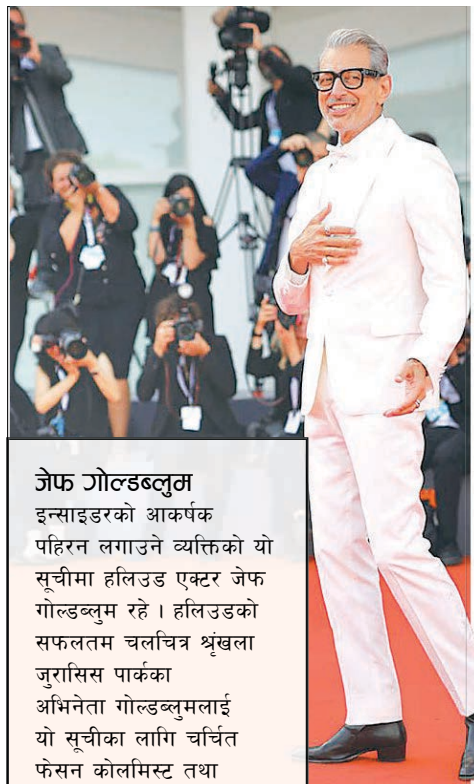 जेफ गोल्डब्लुम
इन्साइडरको आकर्षक
पहिरन लगाउने व्यक्तिको यो
सूचीमा हलिउड एक्टर जेफ
गोल्डब्लुम रहे । हलिउडको
सफलतम चलचित्र श्रृंखला
जुरासिस पार्कका
अभिनेता गोल्डब्लुमलाई
यो सूचीका लागि चर्चित
फेसन कोलमिस्ट तथा